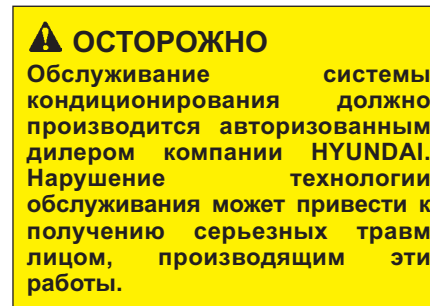 ОСТОРОЖНО
Обслуживание системы
кондиционирования должно
производится авторизованным
дилером компании HYUNDAI.
Нарушение технологии
обслуживания может привести к
получению серьезных травм
лицом, производящим эти
работы.